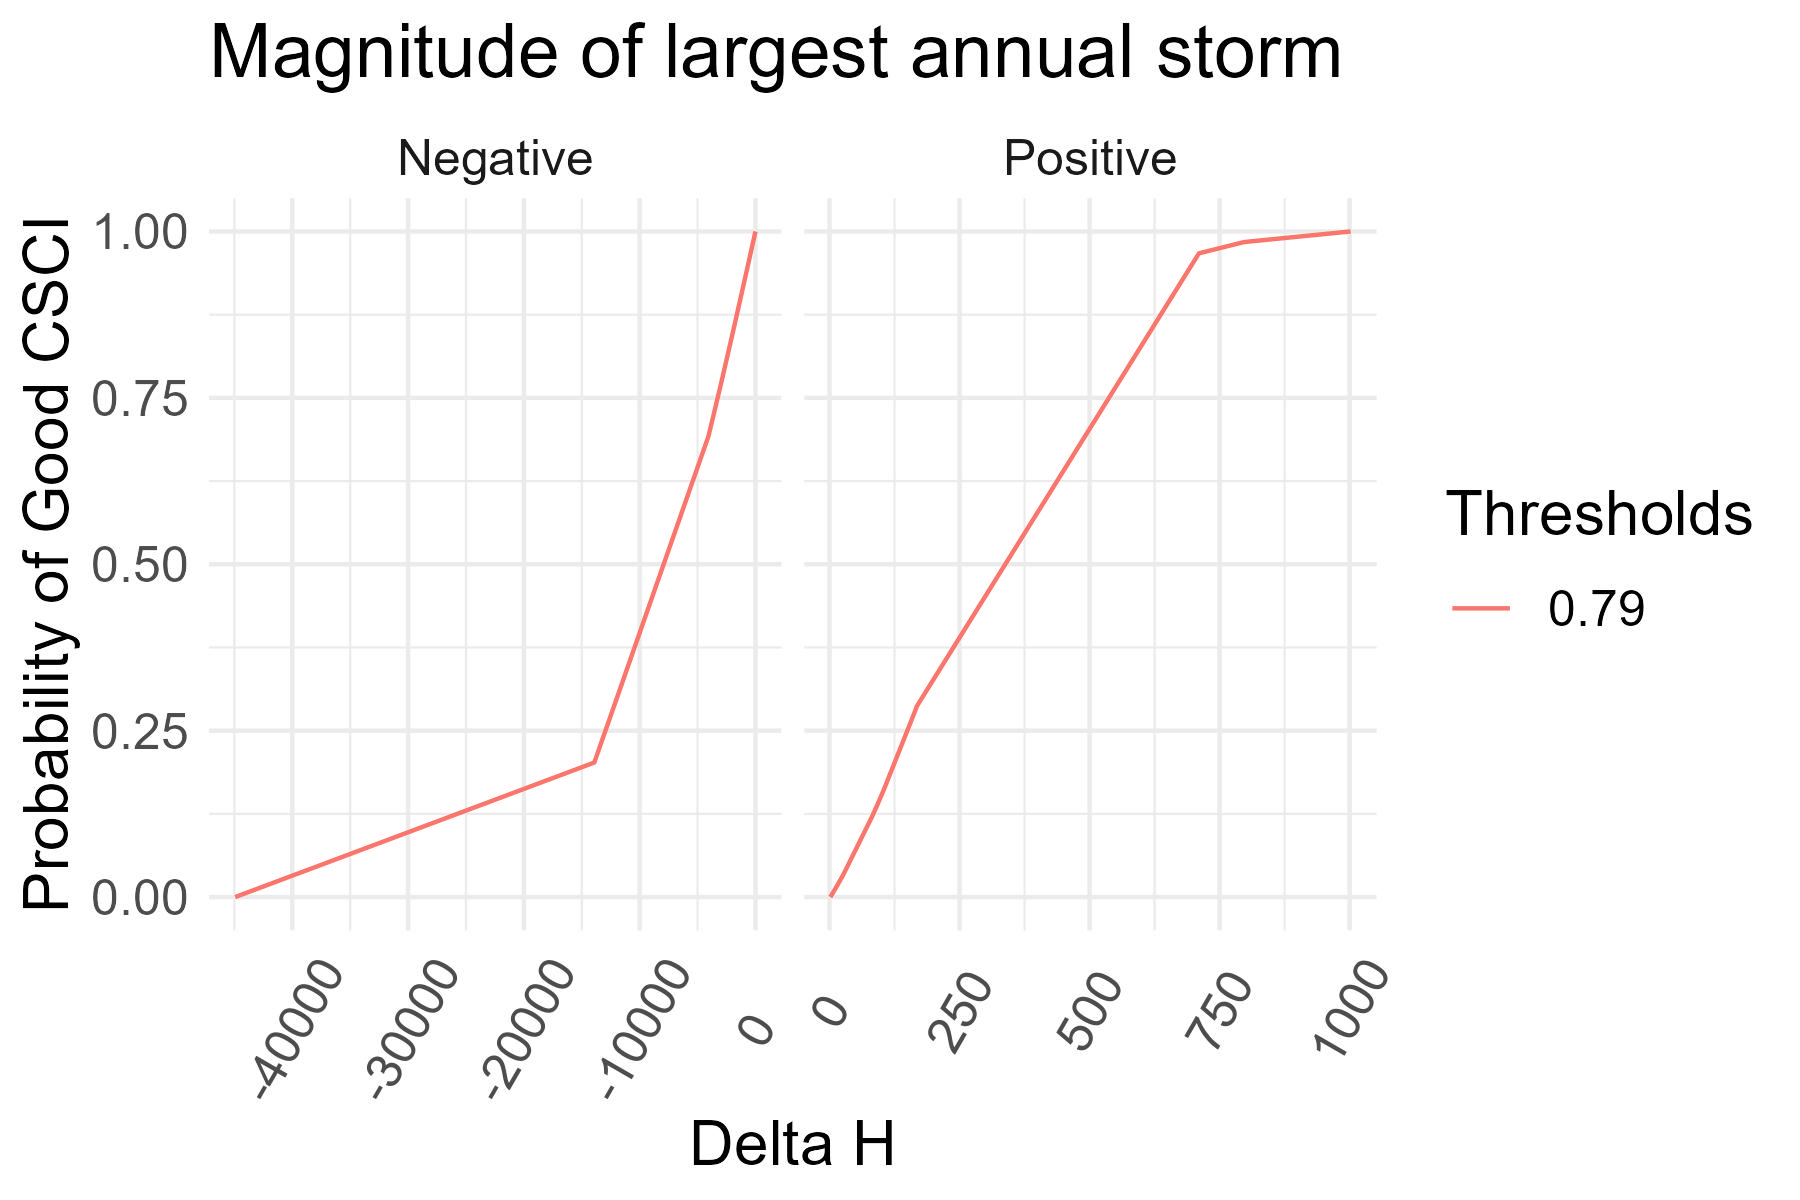 Magnitude of largest annual storm
Negative
Positive
Probability of Good CSCI
1.00
0.75
0.50
0.25
0.00
-40000
-30000
-20000
-10000
0
0
250
500
750
1000
Delta H
Thresholds
0.79